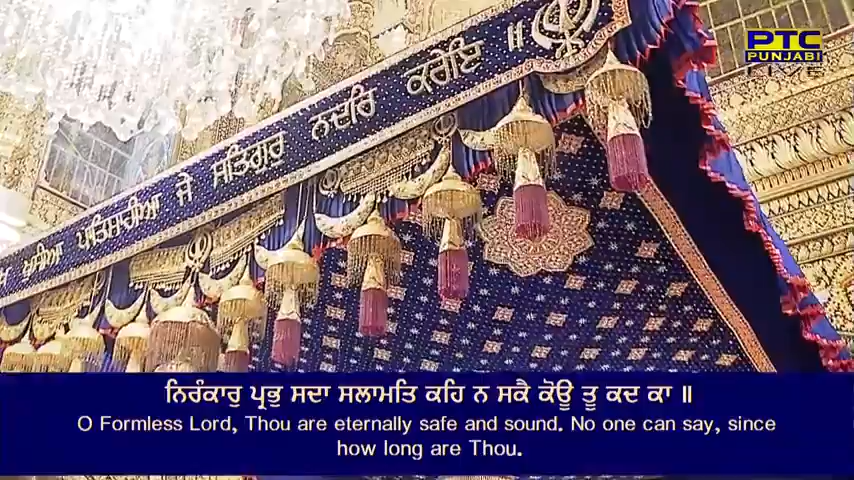 PTC
PUNJABI
LIVE
ਪਤਿਸਾਹੀਆ ਜੇ ਸਤਿਗੁਰ ਨਦਰਿ ਕਰੇਇ ॥
ਨਿਰੰਕਾਰੁ ਪ੍ਰਭੁ ਸਦਾ ਸਲਾਮਤਿ ਕਹਿ ਨ ਸਕੈ ਕੋਊ ਤੂ ਕਦ ਕਾ ॥
O Formless Lord, Thou are eternally safe and sound. No one can say, since
how long are Thou.